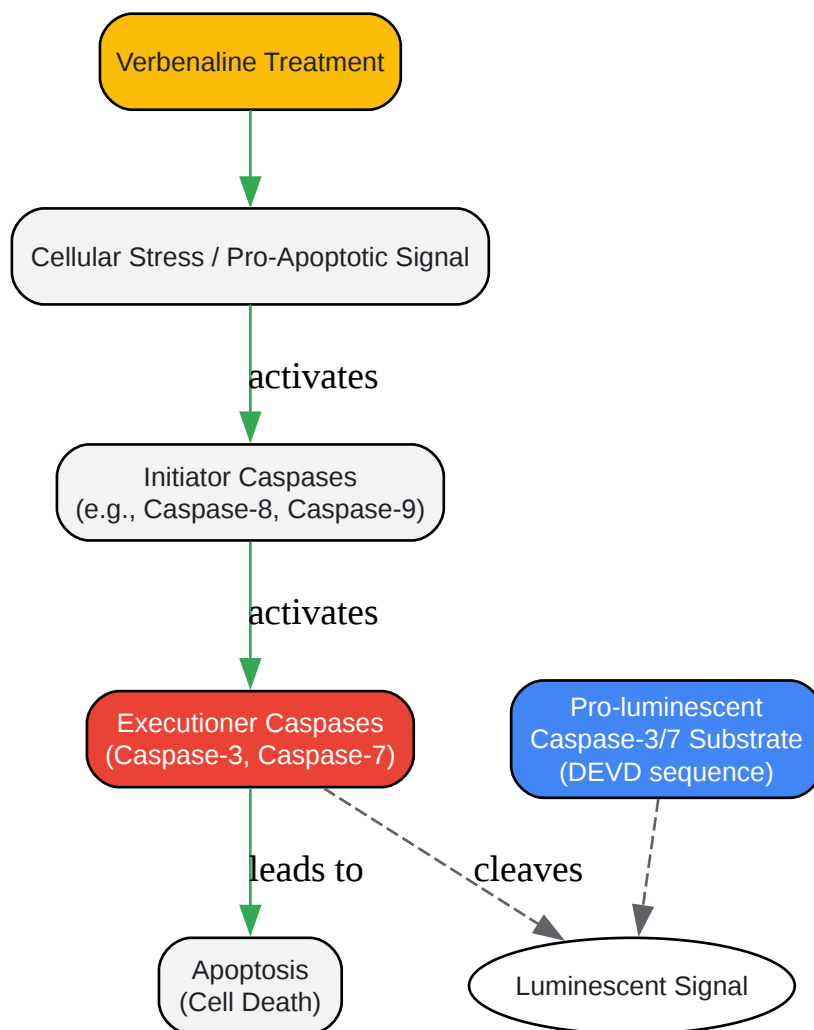 Verbenaline Treatment
Cellular Stress / Pro-Apoptotic Signal
activates
Initiator Caspases
(e.g., Caspase-8, Caspase-9)
activates
Executioner Caspases
(Caspase-3, Caspase-7)
Pro-luminescent
Caspase-3/7 Substrate
(DEVD sequence)
leads to
cleaves
Apoptosis
(Cell Death)
Luminescent Signal